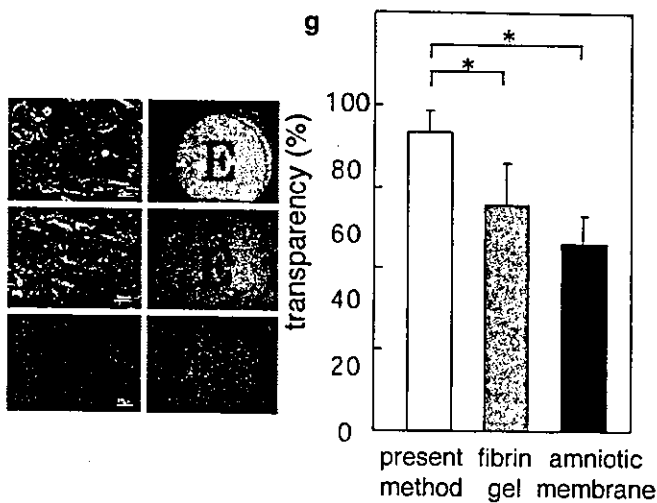 g
E
* 
*
transparency (%)
100
80
60
40
20
0
present method
fibrin gel
amniotic membrane